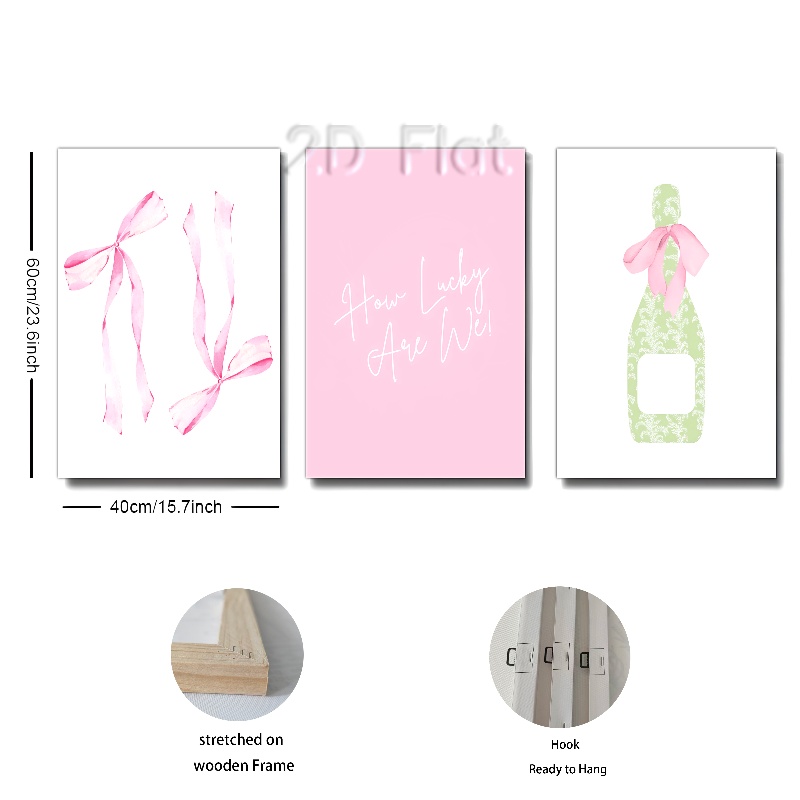 2D Flat
How Lucky
Are We!
60cm/23.6inch
40cm/15.7inch
stretched on
wooden Frame
Hook
Ready to Hang